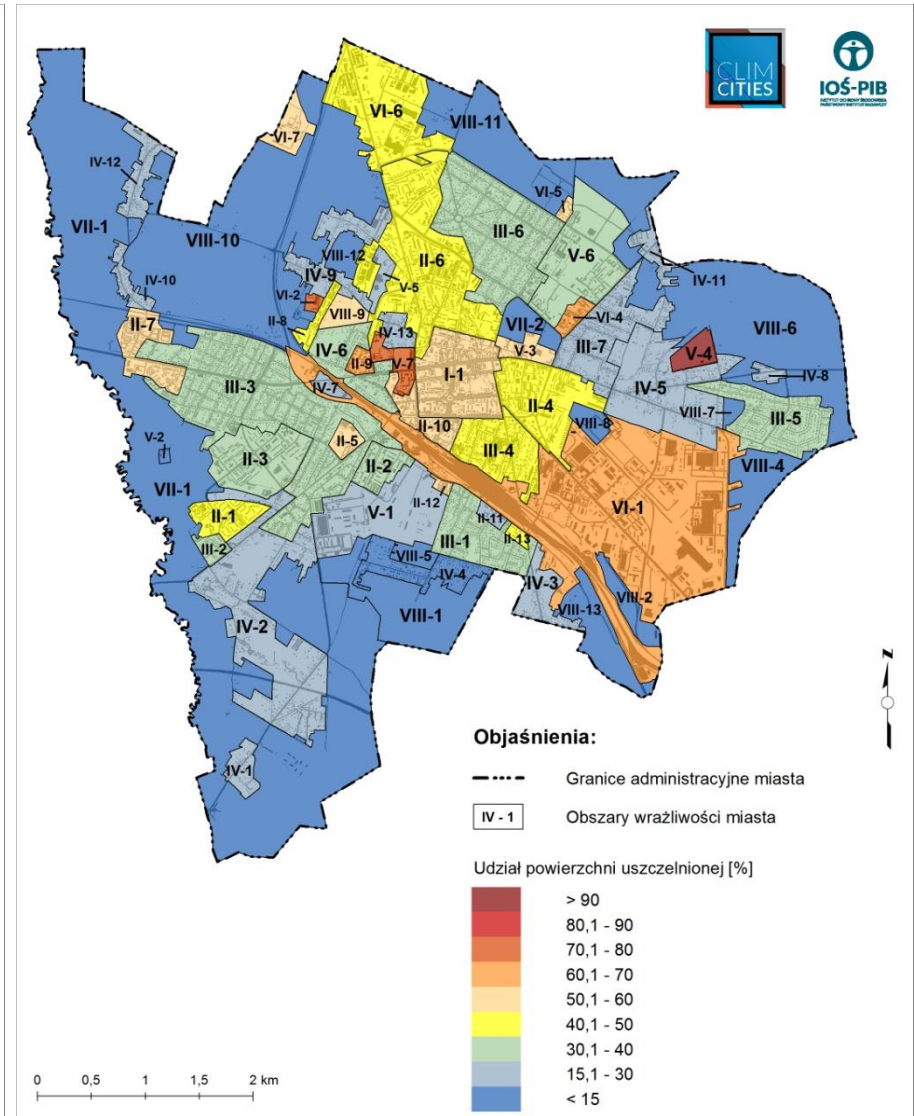 CLIM
CITIES
IOŚ-PIB
INSTYTUT OCHRONY ŚRODOWISKA
PAŃSTWOWY INSTYTUT BADAWCZY
VI-6
VIII-11
VI-7
IV-12
VI-5
III-6
VII-1
V-6
VIII-10
VIII-12
II-6
IV-11
IV-9
V-5
IV-10
VI-2
VIII-9
VI-4
II-8
IV-13
VII-2
VIII-6
II-7
IV-6
V-3
III-7
V-4
II-9
V-7
I-1
IV-5
IV-8
III-3
IV-7
II-4
VIII-7
III-5
II-10
VIII-8
V-2
II-5
III-4
II-3
II-2
VIII-4
VII-1
II-12
VI-1
II-1
V-1
II-11
III-2
III-1
II-13
VIII-5
IV-4
IV-3
VIII-13
VIII-2
VIII-1
IV-2
IV-1
N
Objaśnienia:
Granice administracyjne miasta
IV - 1 Obszary wrażliwości miasta
Udział powierzchni uszczelnionej [%]
> 90
80,1 - 90
70,1 - 80
60,1 - 70
50,1 - 60
40,1 - 50
30,1 - 40
15,1 - 30
< 15
0 0,5 1 1,5 2 km